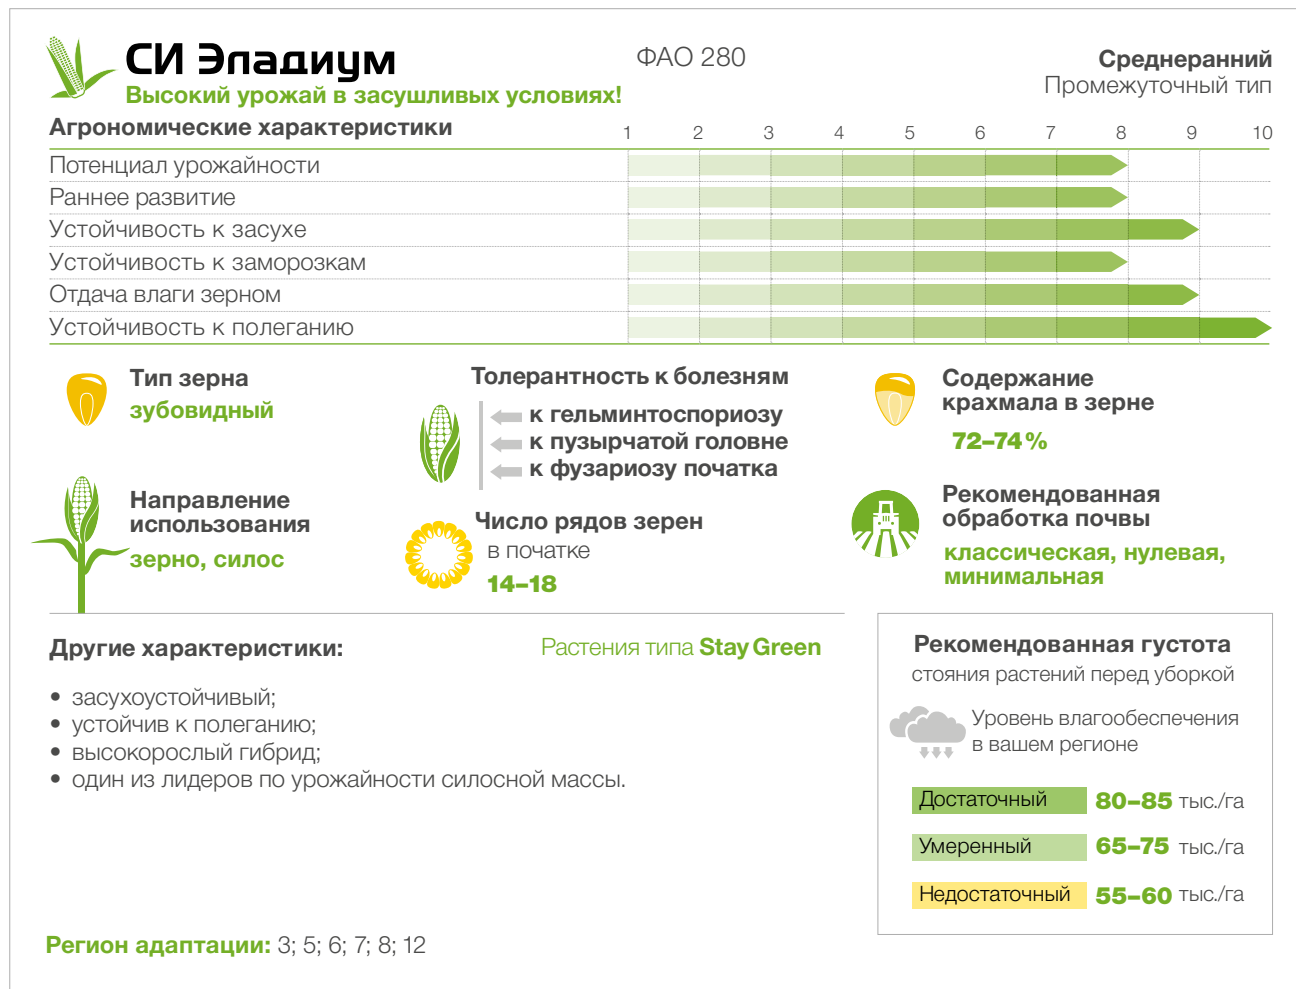 СИ Эладиум
ФАО 280
Среднеранний
Высокий урожай в засушливых условиях!
Промежуточный тип
Агрономические характеристики
1 2 3 4 5 6 7 8 9 10
Потенциал урожайности
Раннее развитие
Устойчивость к засухе
Устойчивость к заморозкам
Отдача влаги зерном
Устойчивость к полеганию
Тип зерна
зубовидный
Толерантность к болезням
к гельминтоспориозу
к пузырчатой головне
к фузариозу початка
Содержание
крахмала в зерне
72–74 %
Направление
использования
зерно, силос
Число рядов зерен
в початке
14–18
Рекомендованная
обработка почвы
классическая, нулевая,
минимальная
Другие характеристики:
Растения типа Stay Green
• засухоустойчивый;
• устойчив к полеганию;
• высокорослый гибрид;
• один из лидеров по урожайности силосной массы.
Рекомендованная густота
стояния растений перед уборкой
Уровень влагообеспечения
в вашем регионе
Достаточный 80–85 тыс./га
Умеренный 65–75 тыс./га
Недостаточный 55–60 тыс./га
Регион адаптации: 3; 5; 6; 7; 8; 12